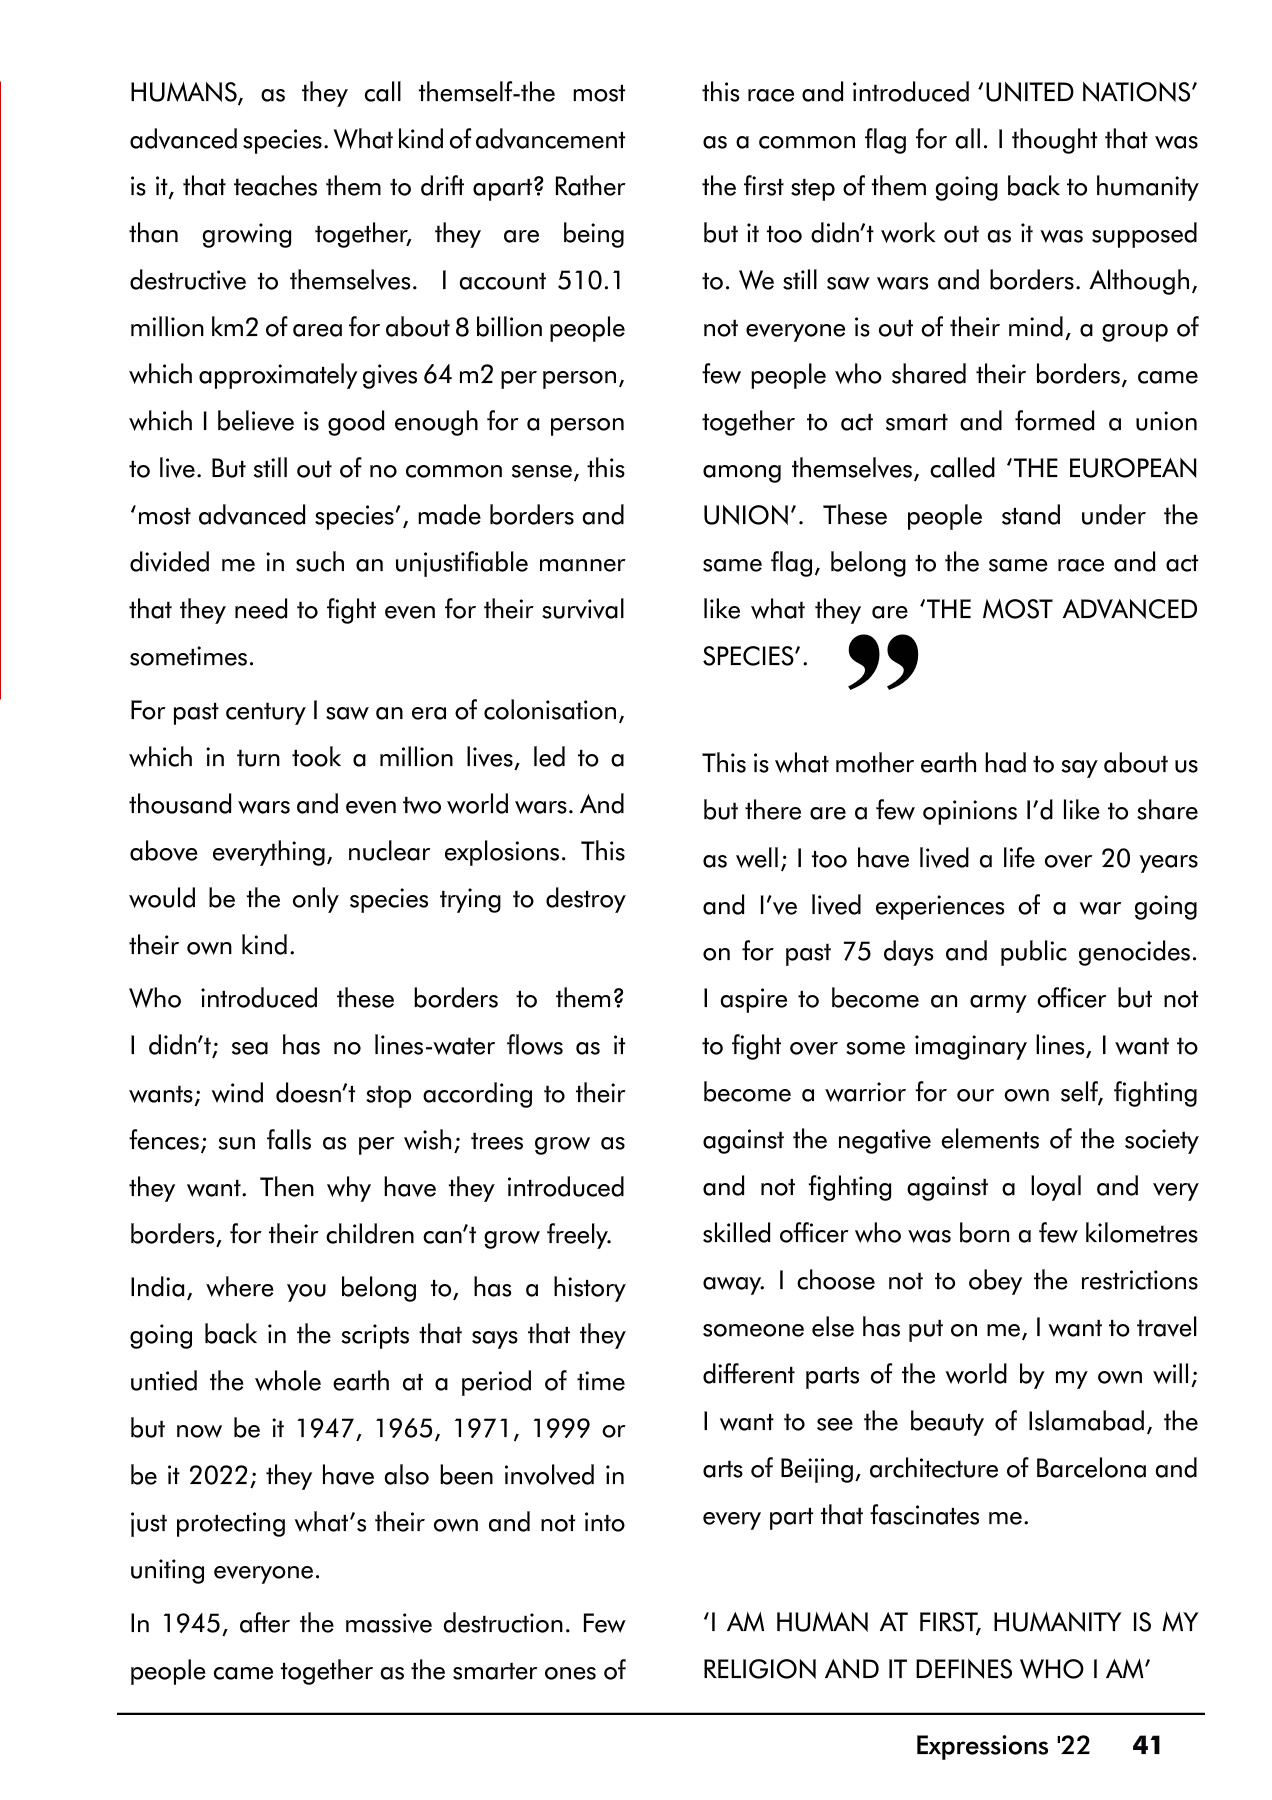 HUMANS, as they call themself-the most
advanced species. What kind of advancement
is it, that teaches them to drift apart? Rather
than growing together, they are being
destructive to themselves. I account 510.1
million km2 of area for about 8 billion people
which approximately gives 64 m2 per person,
which I believe is good enough for a person
to live. But still out of no common sense, this
‘most advanced species’, made borders and
divided me in such an unjustifiable manner
that they need to fight even for their survival
sometimes.
For past century I saw an era of colonisation,
which in turn took a million lives, led to a
thousand wars and even two world wars. And
above everything, nuclear explosions. This
would be the only species trying to destroy
their own kind.
Who introduced these borders to them?
I didn’t; sea has no lines-water flows as it
wants; wind doesn’t stop according to their
fences; sun falls as per wish; trees grow as
they want. Then why have they introduced
borders, for their children can’t grow freely.
India, where you belong to, has a history
going back in the scripts that says that they
untied the whole earth at a period of time
but now be it 1947, 1965, 1971, 1999 or
be it 2022; they have also been involved in
just protecting what’s their own and not into
uniting everyone.
In 1945, after the massive destruction. Few
people came together as the smarter ones of
this race and introduced ‘UNITED NATIONS’
as a common flag for all. I thought that was
the first step of them going back to humanity
but it too didn’t work out as it was supposed
to. We still saw wars and borders. Although,
not everyone is out of their mind, a group of
few people who shared their borders, came
together to act smart and formed a union
among themselves, called ‘THE EUROPEAN
UNION’. These people stand under the
same flag, belong to the same race and act
like what they are ‘THE MOST ADVANCED
SPECIES’. ”
This is what mother earth had to say about us
but there are a few opinions I’d like to share
as well; I too have lived a life over 20 years
and I’ve lived experiences of a war going
on for past 75 days and public genocides.
I aspire to become an army officer but not
to fight over some imaginary lines, I want to
become a warrior for our own self, fighting
against the negative elements of the society
and not fighting against a loyal and very
skilled officer who was born a few kilometres
away. I choose not to obey the restrictions
someone else has put on me, I want to travel
different parts of the world by my own will;
I want to see the beauty of Islamabad, the
arts of Beijing, architecture of Barcelona and
every part that fascinates me.
‘I AM HUMAN AT FIRST, HUMANITY IS MY
RELIGION AND IT DEFINES WHO I AM’
Expressions '22 41